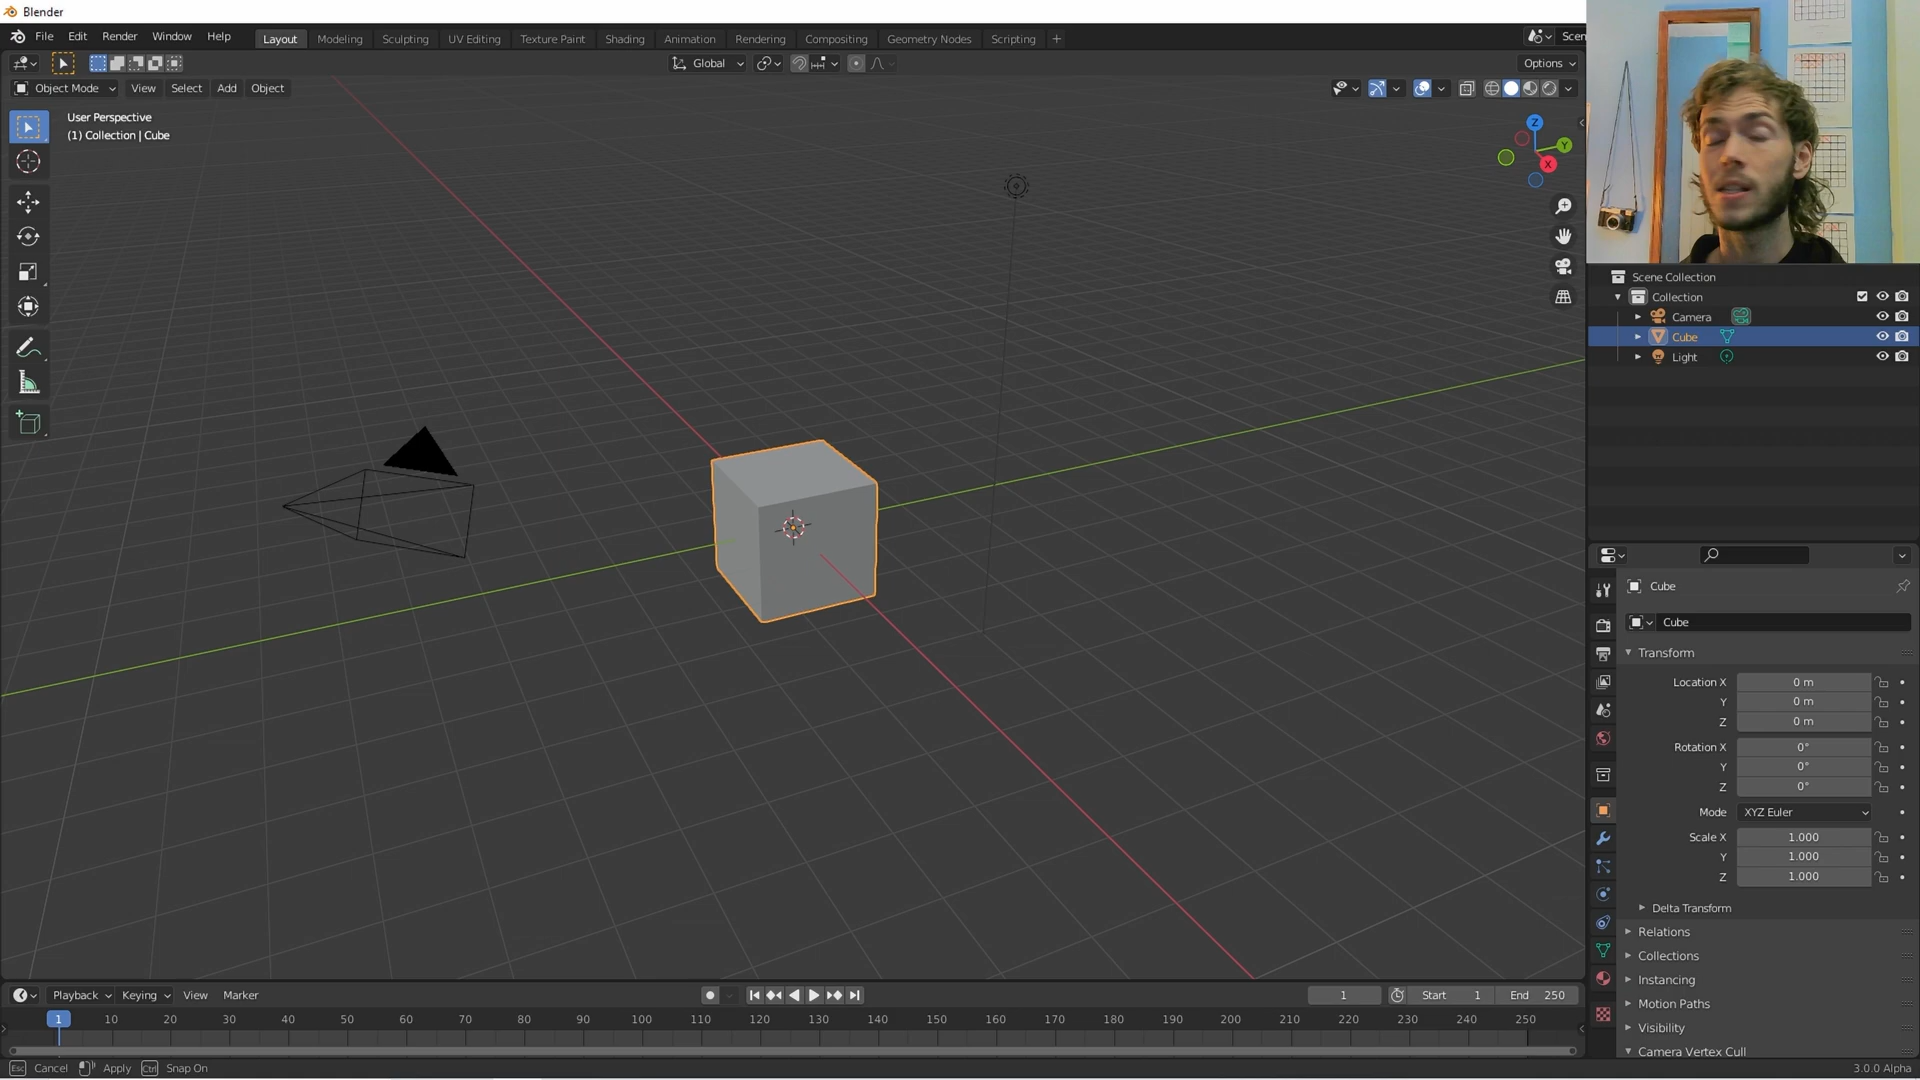 Blender
File Edit Render Window Help Layout Modeling Sculpting UV Editing Texture Paint Shading Animation Rendering Compositing Geometry Nodes Scripting + Scen
Global Options
Object Mode View Select Add Object
User Perspective
(1) Collection | Cube
Z
Y
X
Scene Collection
Collection
Camera
Cube
Light
Cube
Cube
Transform
Location X 0 m
Y 0 m
Z 0 m
Rotation X 0°
Y 0°
Z 0°
Mode XYZ Euler
Scale X 1.000
Y 1.000
Z 1.000
Delta Transform
Relations
Collections
Instancing
Motion Paths
Visibility
Camera Vertex Cull
Playback Keying View Marker 1 Start 1 End 250
1 10 20 30 40 50 60 70 80 90 100 110 120 130 140 150 160 170 180 190 200 210 220 230 240 250
Esc Cancel Apply Ctrl Snap On 3.0.0 Alpha